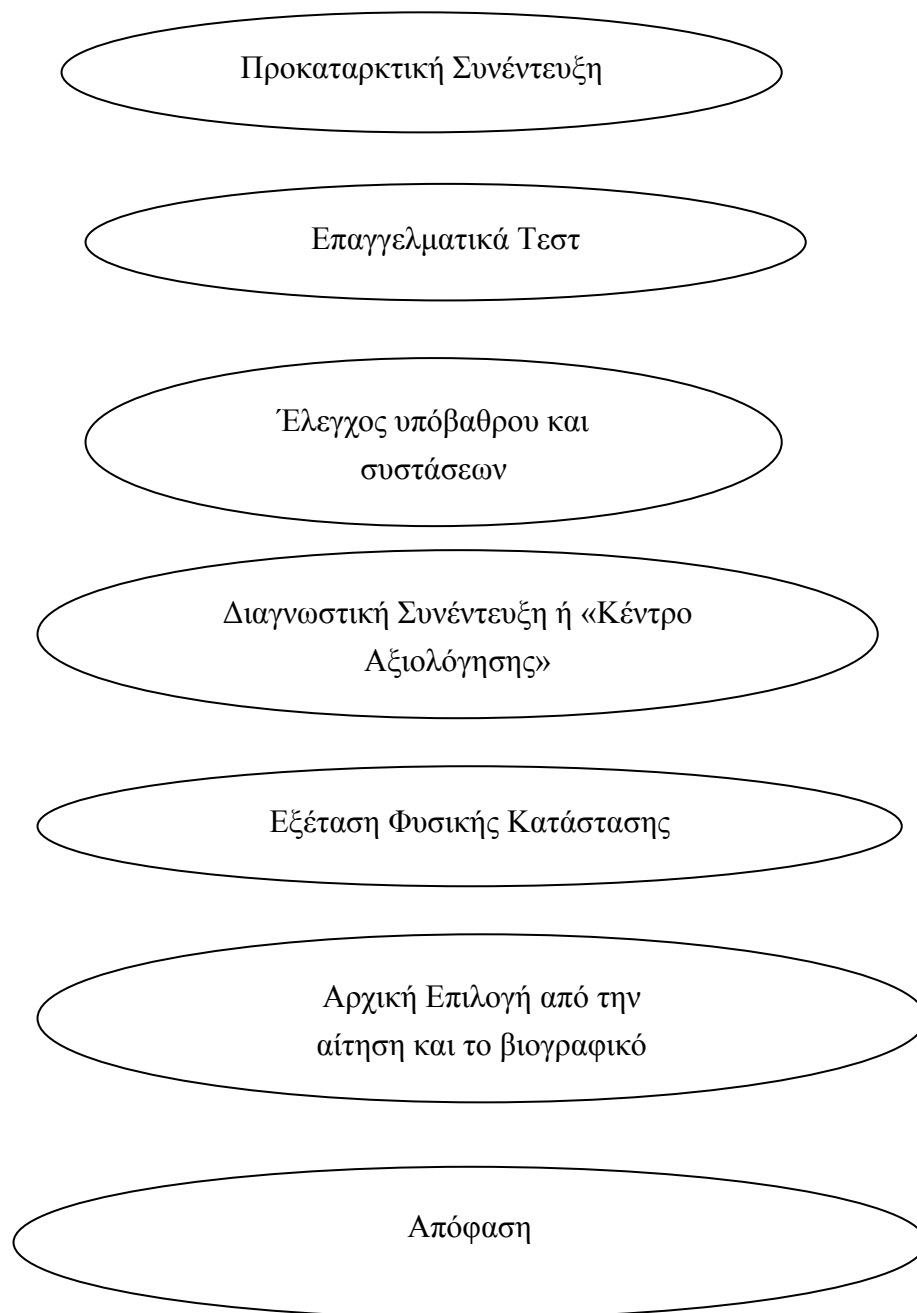 Προκαταρκτική Συνέντευξη
Επαγγελματικά Τεστ
Έλεγχος υπόβαθρου και
συστάσεων
Διαγνωστική Συνέντευξη ή «Κέντρο
Αξιολόγησης»
Εξέταση Φυσικής Κατάστασης
Αρχική Επιλογή από την
αίτηση και το βιογραφικό
Απόφαση